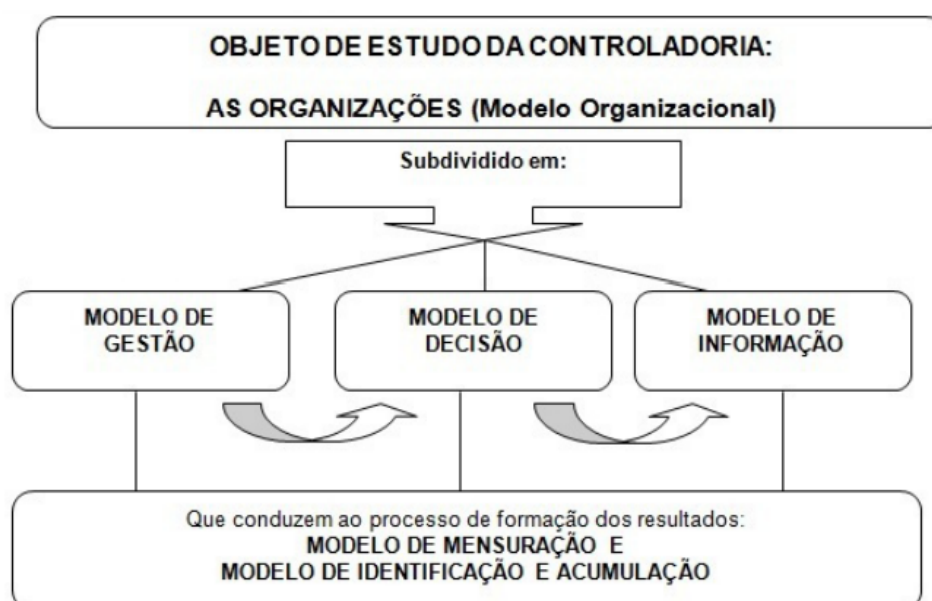 OBJETO DE ESTUDO DA CONTROLADORIA:
AS ORGANIZAÇÕES (Modelo Organizacional)
Subdividido em:
MODELO DE
GESTÃO
MODELO DE
DECISÃO
MODELO DE
INFORMAÇÃO
Que conduzem ao processo de formação dos resultados:
MODELO DE MENSURAÇÃO E
MODELO DE IDENTIFICAÇÃO E ACUMULAÇÃO